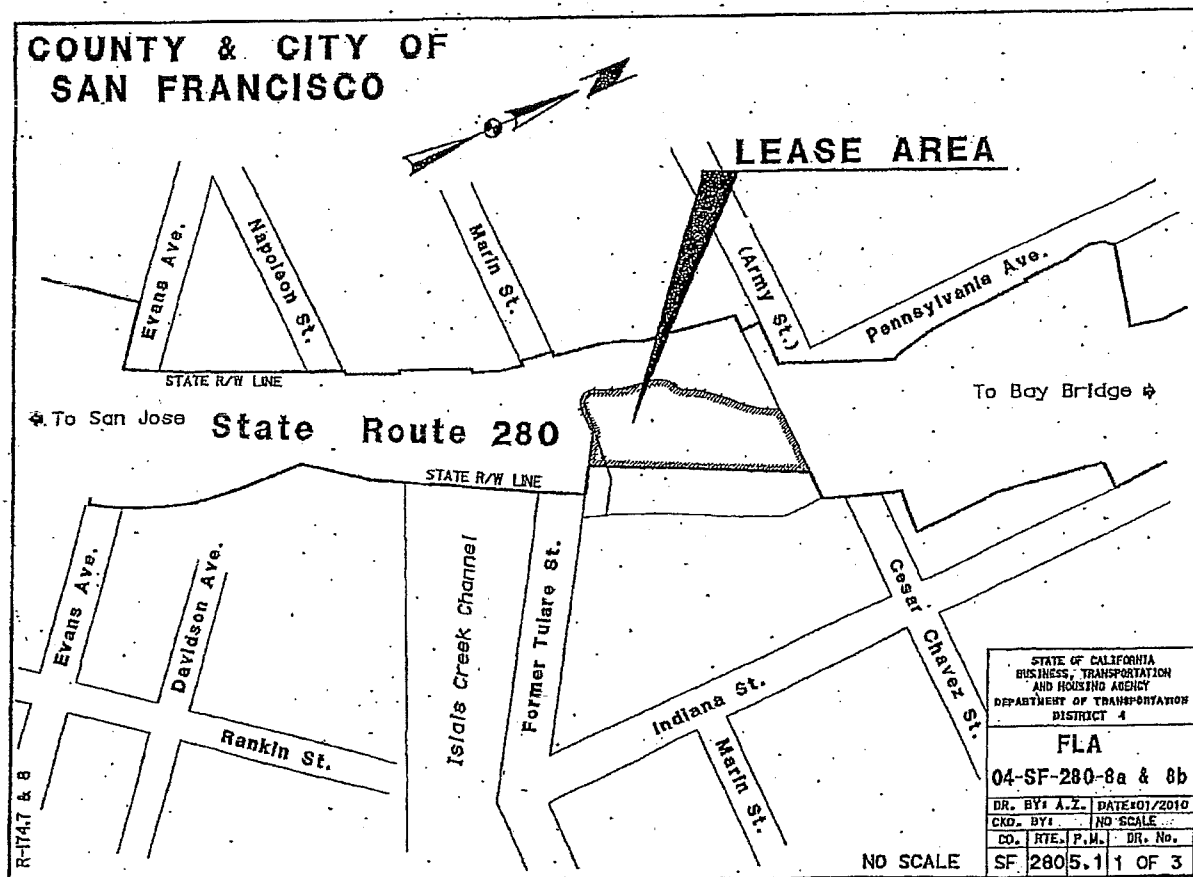 COUNTY & CITY OF
SAN FRANCISCO
LEASE AREA
Evans Ave.
Napoleon St.
Marin St.
(Army St.)
Pennsylvania Ave.
STATE R/W LINE
To San Jose
State Route 280
To Bay Bridge
STATE R/W LINE
Evans Ave.
Davidson Ave.
Rankin St.
Islais Creek Channel
Former Tulare St.
Indiana St.
Marin St.
Cesar Chavez St.
R-174.7 & 8
NO SCALE
STATE OF CALIFORNIA
BUSINESS, TRANSPORTATION
AND HOUSING AGENCY
DEPARTMENT OF TRANSPORTATION
DISTRICT 4
FLA
04-SF-280-8a & 8b
DR. BY: A.Z. DATE:01/2010
CKD. BY: NO SCALE
CO. RTE. P.M. DR. No.
SF 280 5.1 1 OF 3